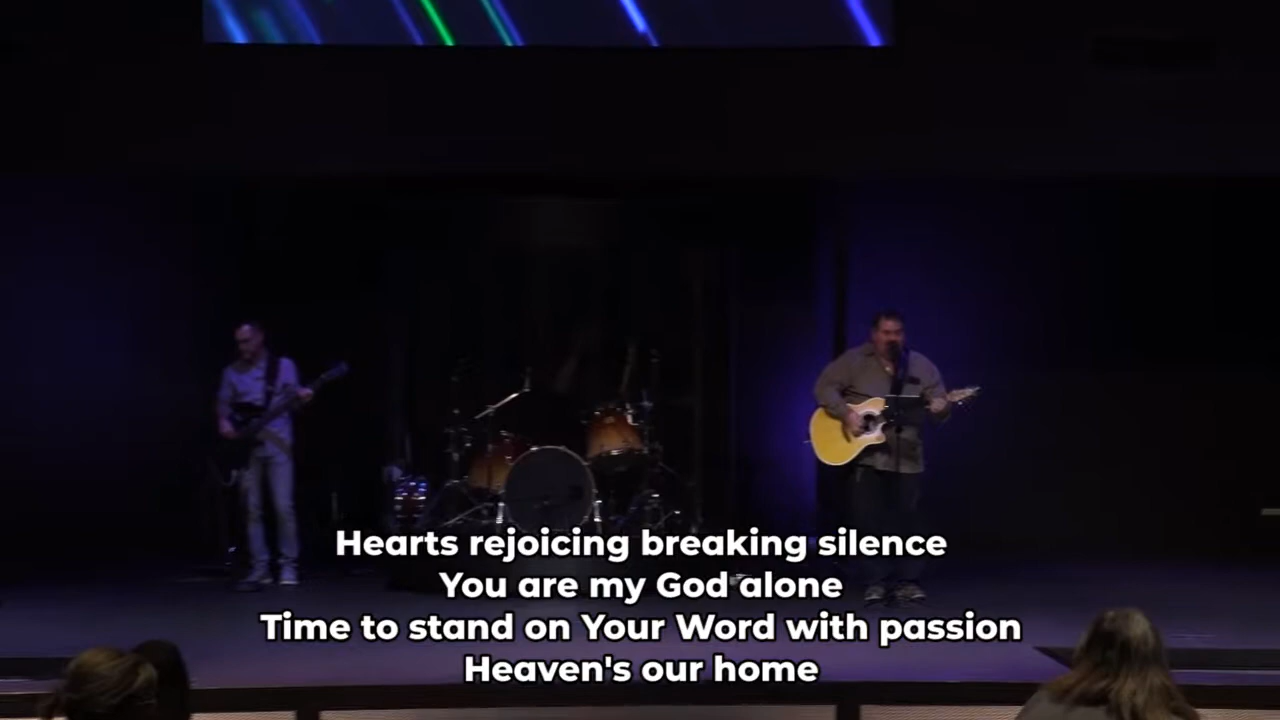 Hearts rejoicing breaking silence
You are my God alone
Time to stand on Your Word with passion
Heaven's our home